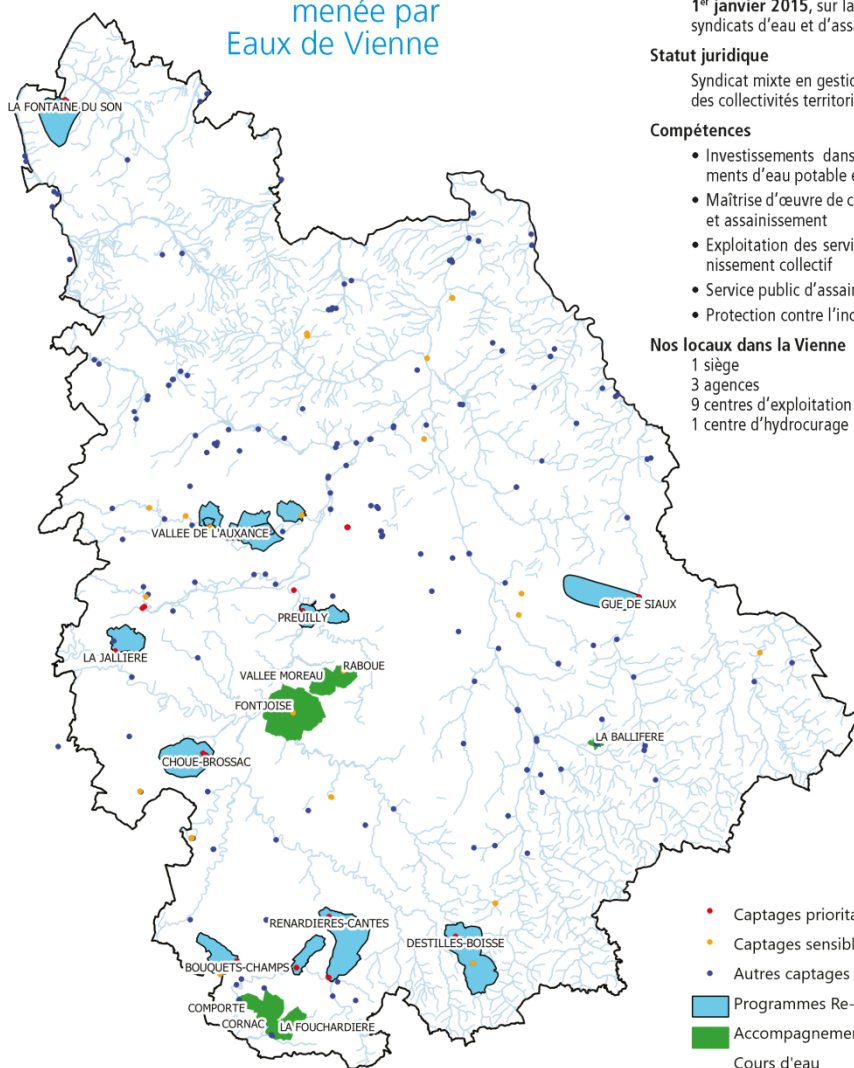 menée par
Eaux de Vienne
1er janvier 2015, sur la
syndicats d'eau et d'assa
Statut juridique
Syndicat mixte en gestio
des collectivités territori
Compétences
• Investissements dans
ments d'eau potable e
• Maîtrise d'œuvre de c
et assainissement
• Exploitation des servi
nissement collectif
• Service public d'assain
• Protection contre l'inc
Nos locaux dans la Vienne
1 siège
3 agences
9 centres d'exploitation
1 centre d'hydrocurage
LA FONTAINE DU SON
VALLEE DE L'AUXANCE
GUE DE SIAUX
PREUILLY
LA JALLIERE
RABOUE
VALLEE MOREAU
FONTJOISE
LA BALLIFERE
CHOUE-BROSSAC
RENARDIERES-CANTES
DESTILLES-BOISSE
BOUQUETS-CHAMPS
COMPORTE
CORNAC
LA FOUCHARDIERE
Captages priorita
Captages sensibl
Autres captages
Programmes Re-
Accompagnemen
Cours d'eau